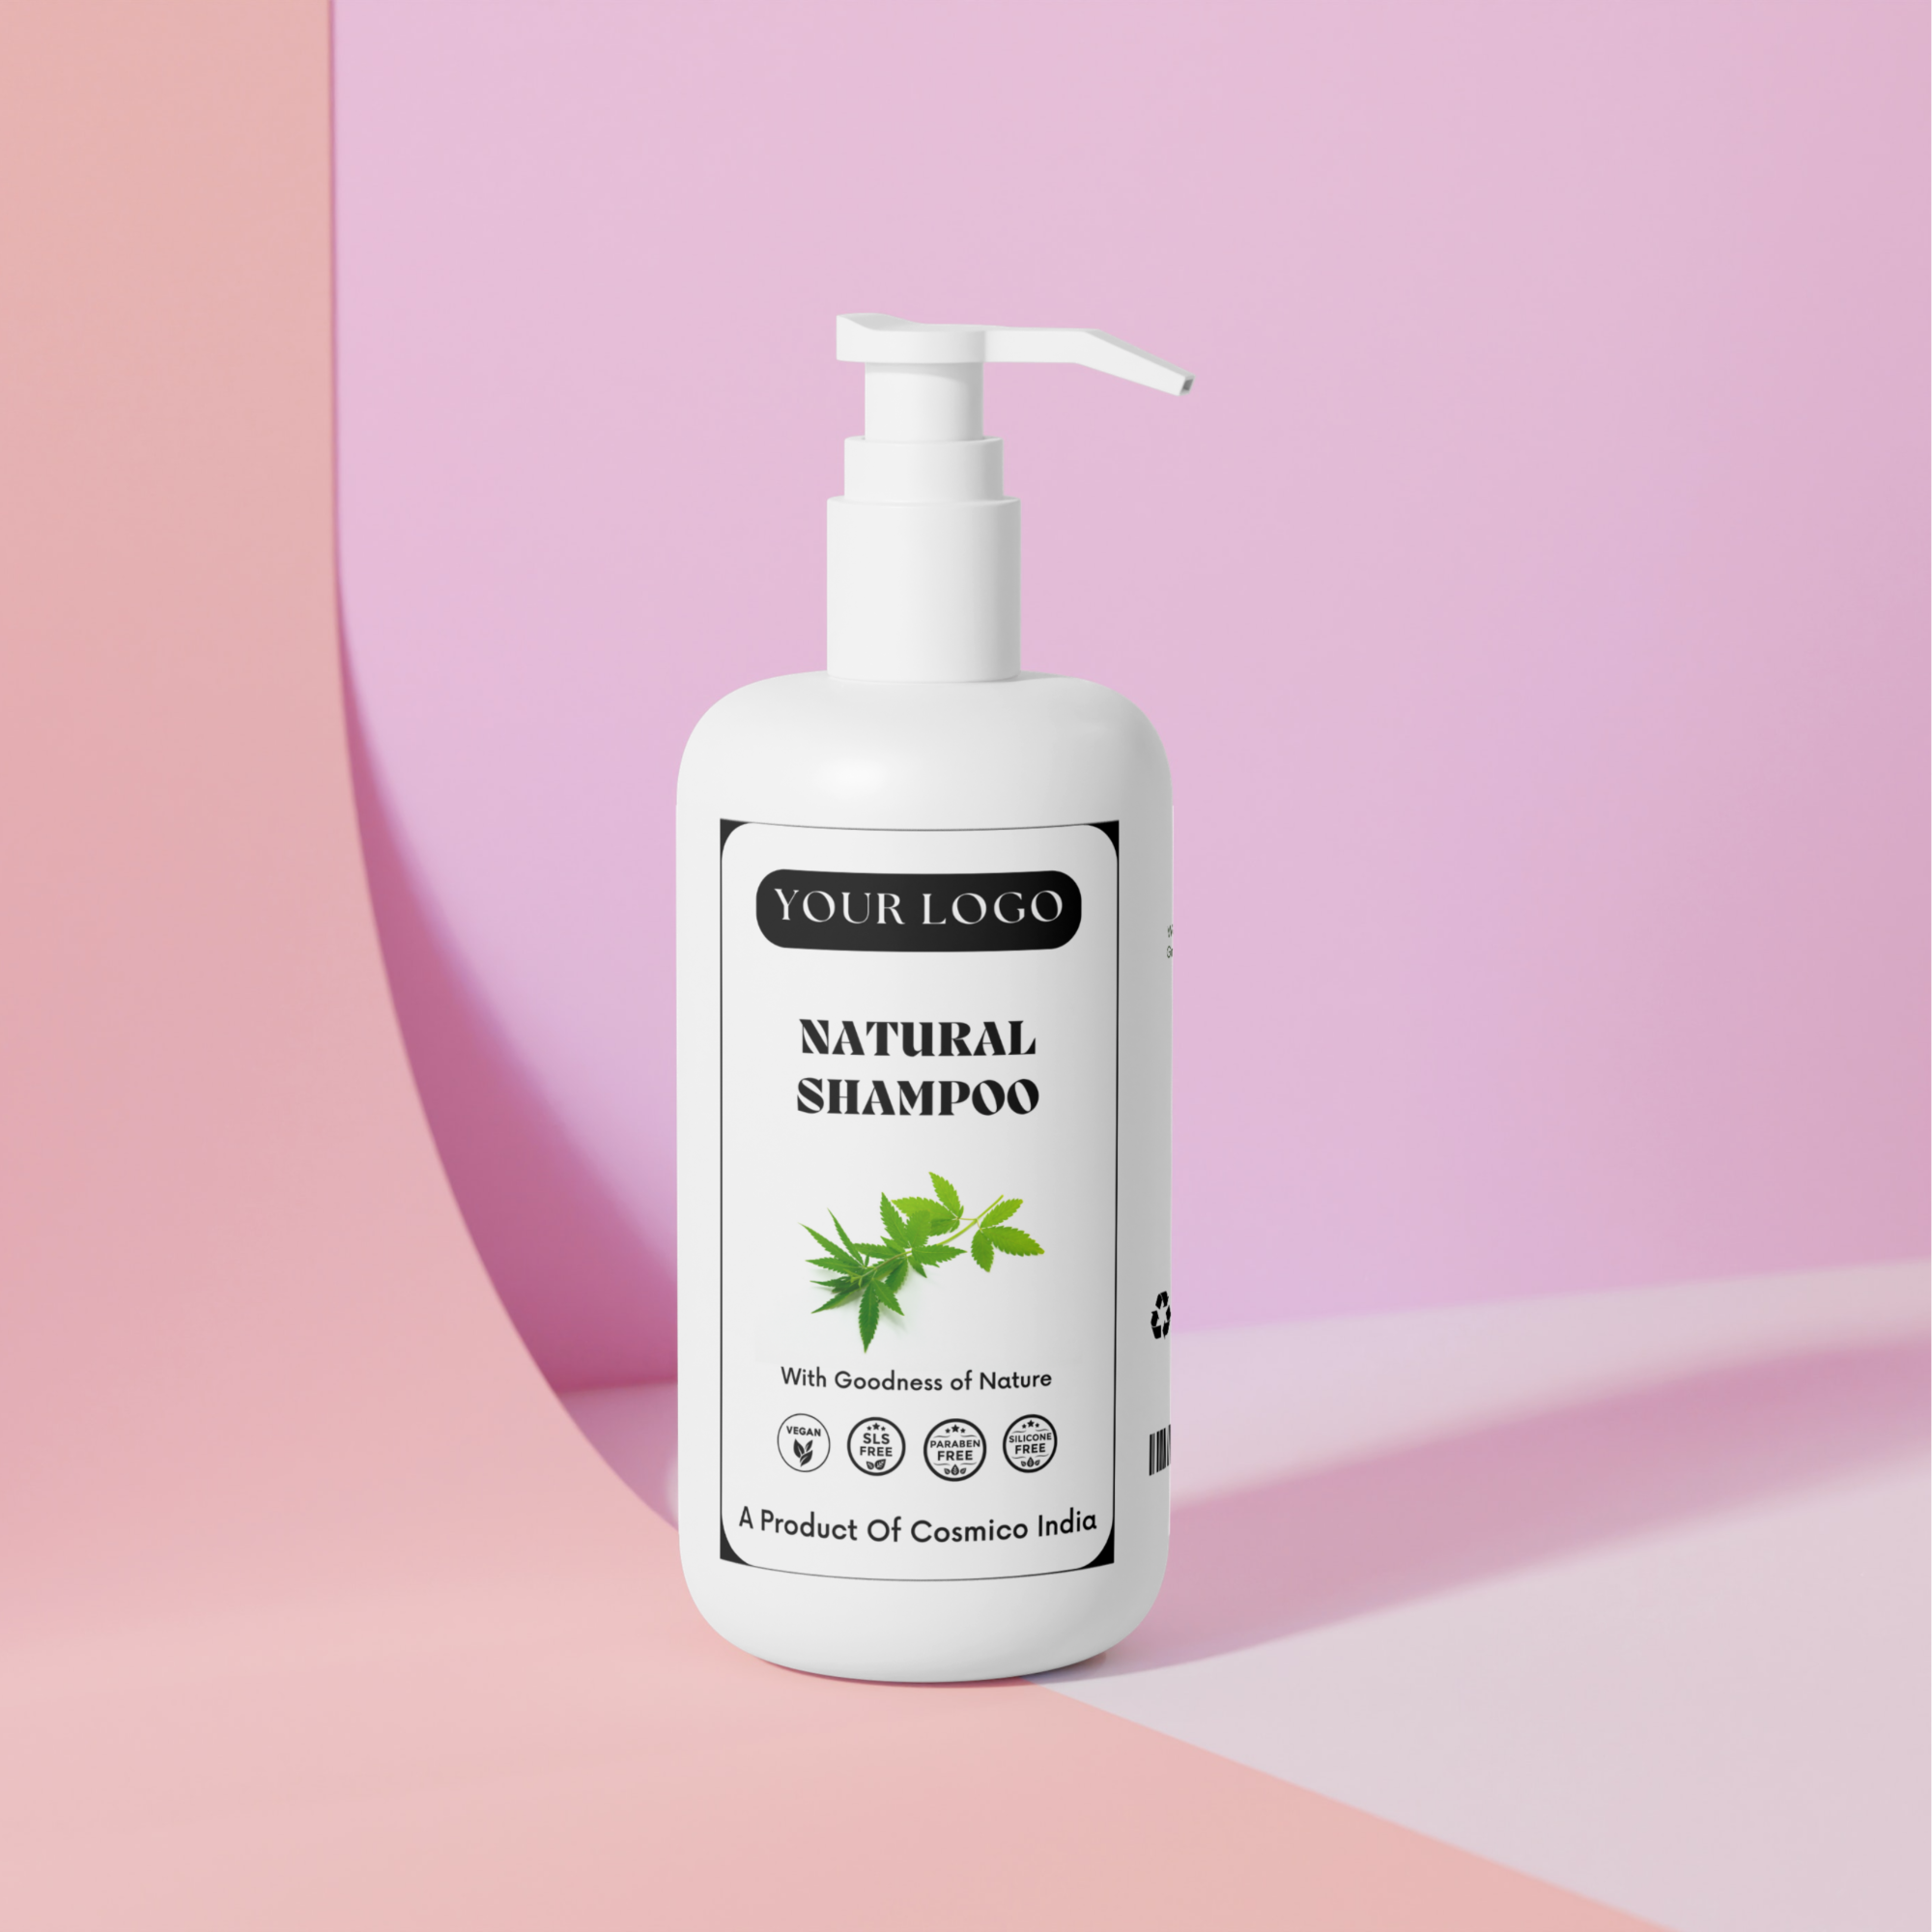 YOUR LOGO
NATURAL
SHAMPOO
With Goodness of Nature
VEGAN
SLS
FREE
PARABEN
FREE
SILICONE
FREE
A Product Of Cosmico India